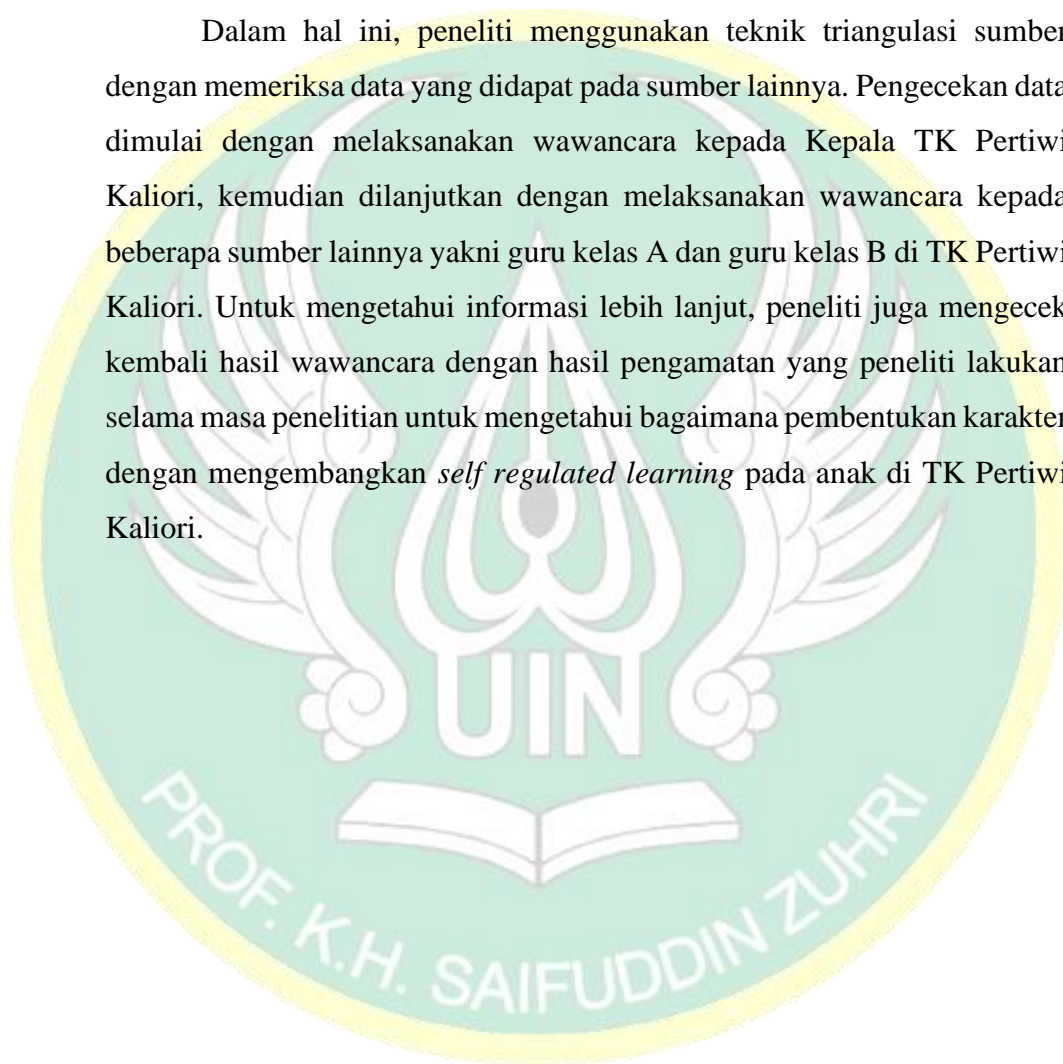 Dalam hal ini, peneliti menggunakan teknik triangulasi sumber
dengan memeriksa data yang didapat pada sumber lainnya. Pengecekan data
dimulai dengan melaksanakan wawancara kepada Kepala TK Pertiwi
Kaliori, kemudian dilanjutkan dengan melaksanakan wawancara kepada
beberapa sumber lainnya yakni guru kelas A dan guru kelas B di TK Pertiwi
Kaliori. Untuk mengetahui informasi lebih lanjut, peneliti juga mengecek
kembali hasil wawancara dengan hasil pengamatan yang peneliti lakukan
selama masa penelitian untuk mengetahui bagaimana pembentukan karakter
dengan mengembangkan self regulated learning pada anak di TK Pertiwi
Kaliori.
UIN
PROF. K.H. SAIFUDDIN ZUHRI